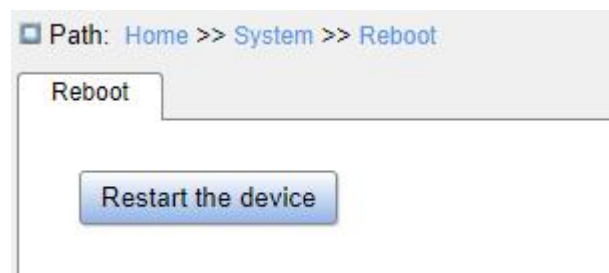 Path: Home >> System >> Reboot
Reboot
Restart the device